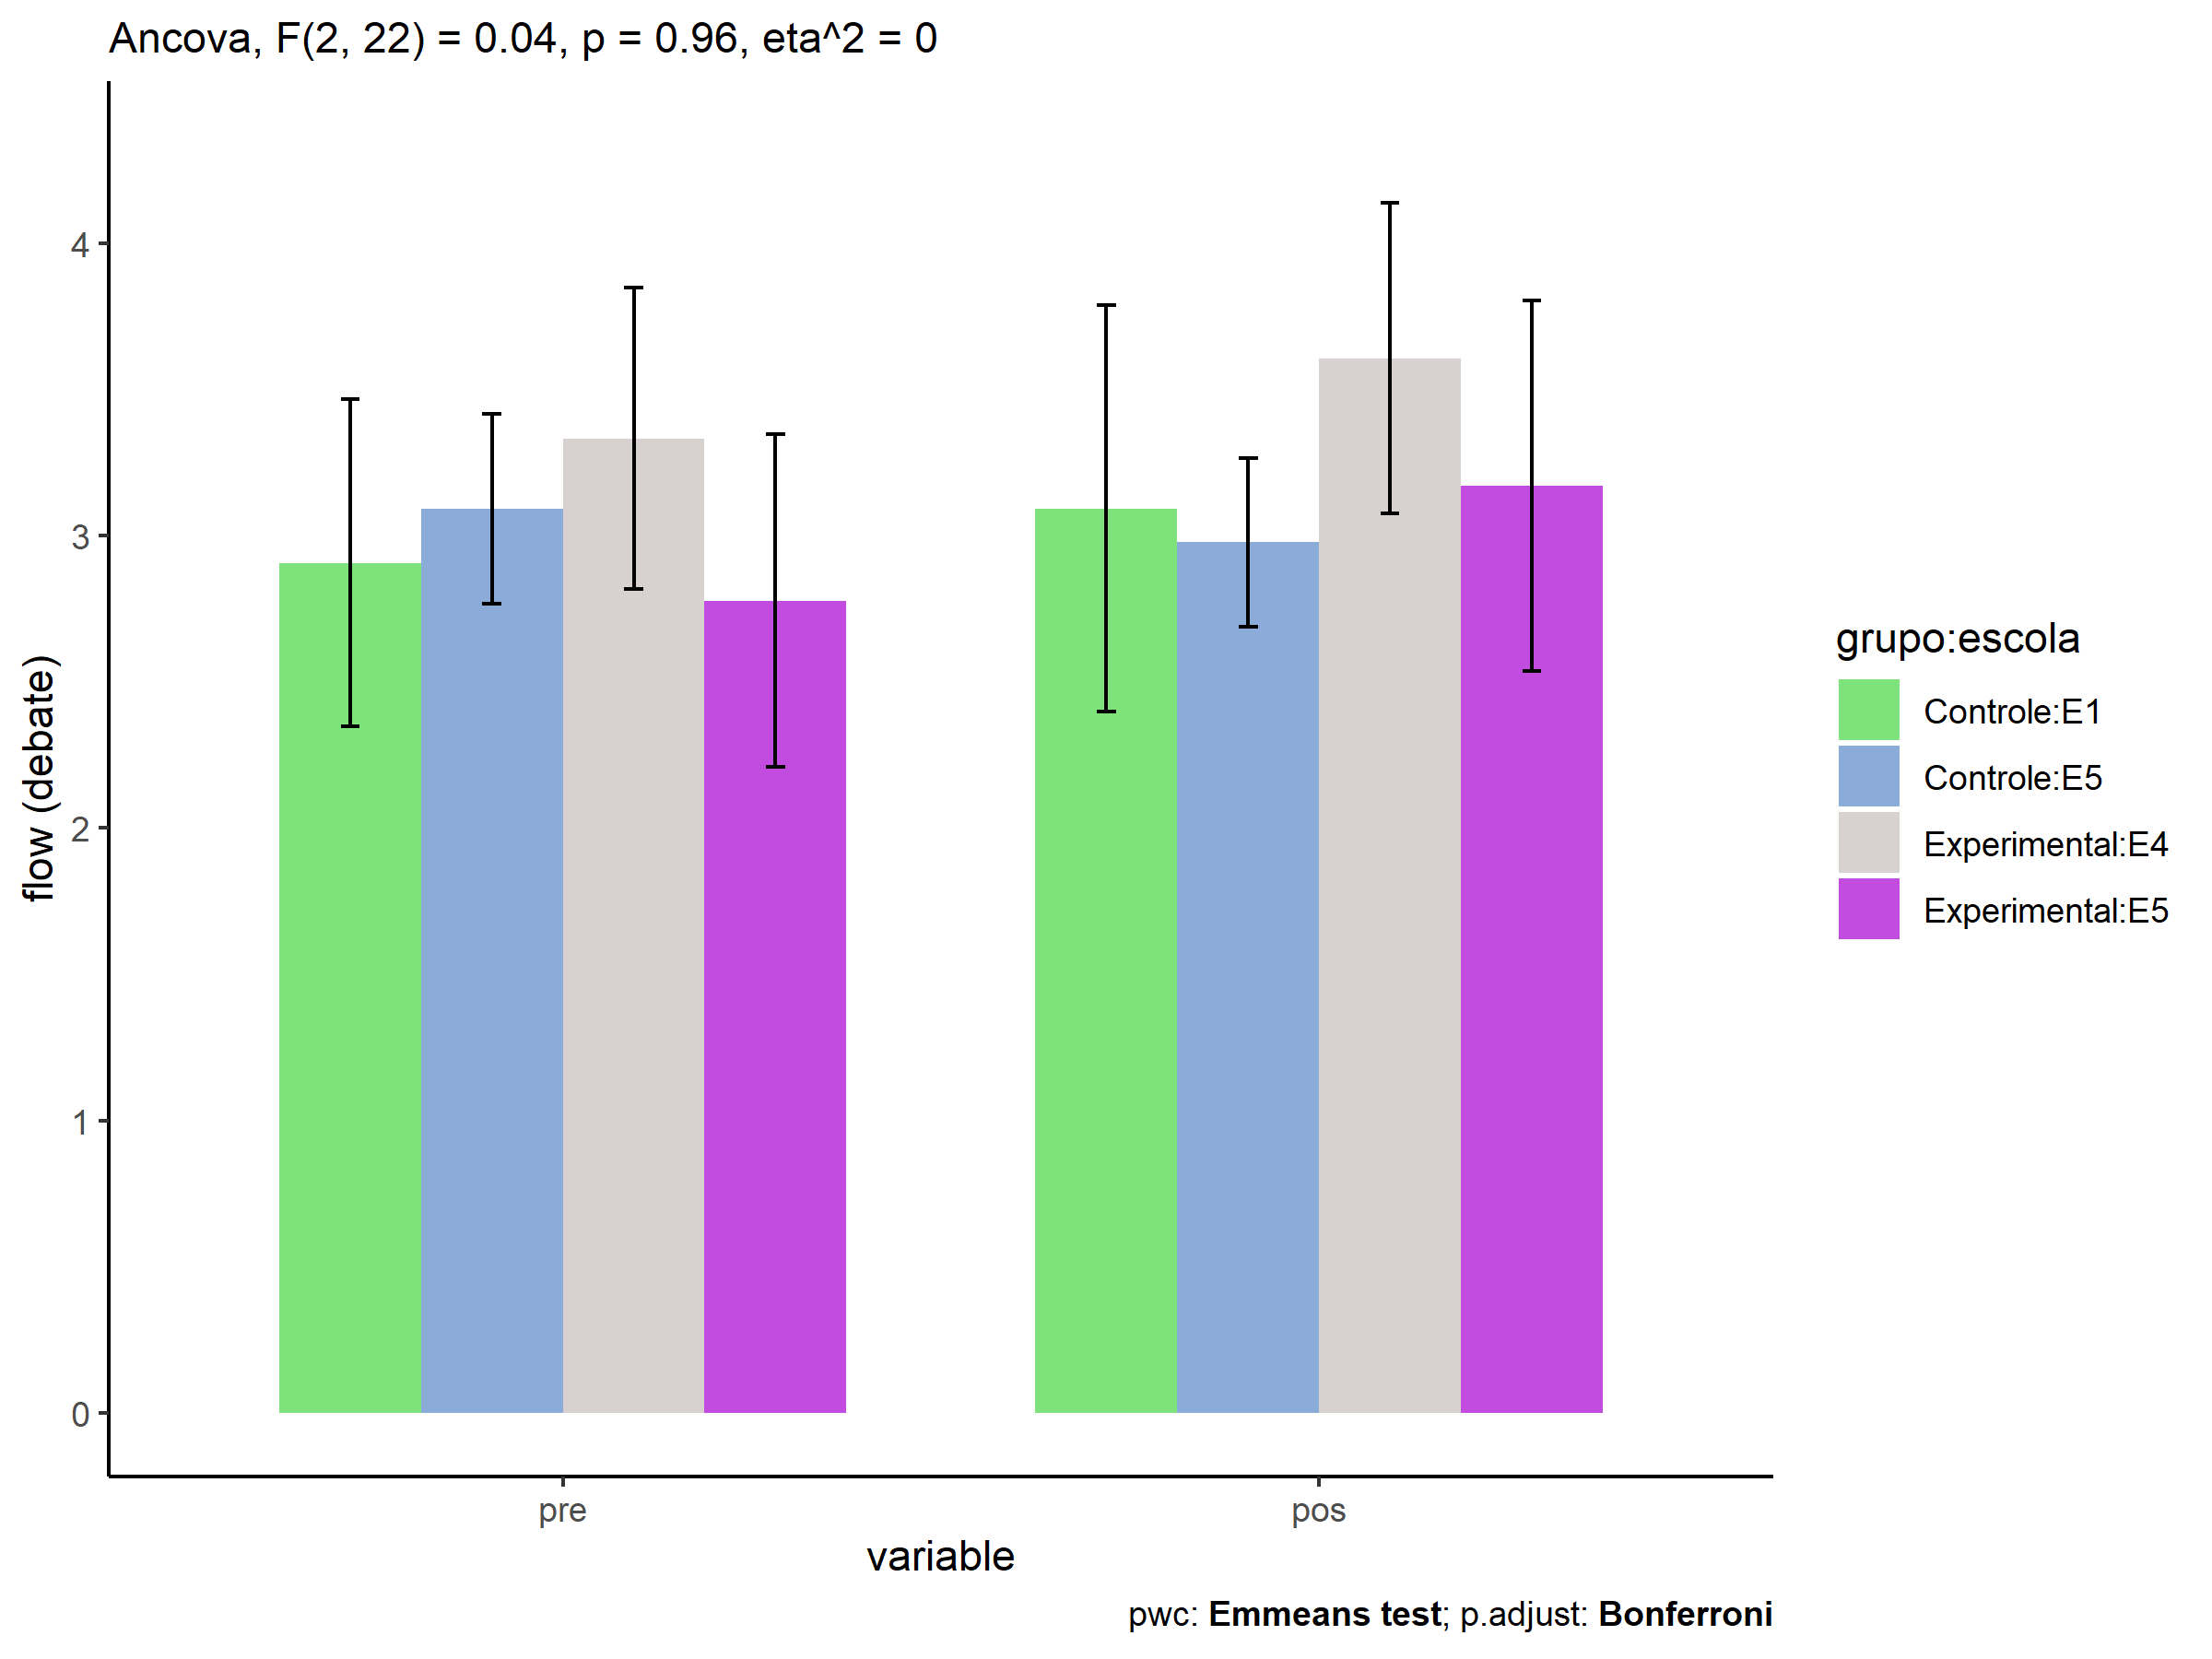 Ancova, F(2, 22) = 0.04, p = 0.96, eta^2 = 0
flow (debate)
4
3
2
1
0
pre
pos
variable
grupo:escola
Controle:E1
Controle:E5
Experimental:E4
Experimental:E5
pwc: Emmeans test; p.adjust: Bonferroni